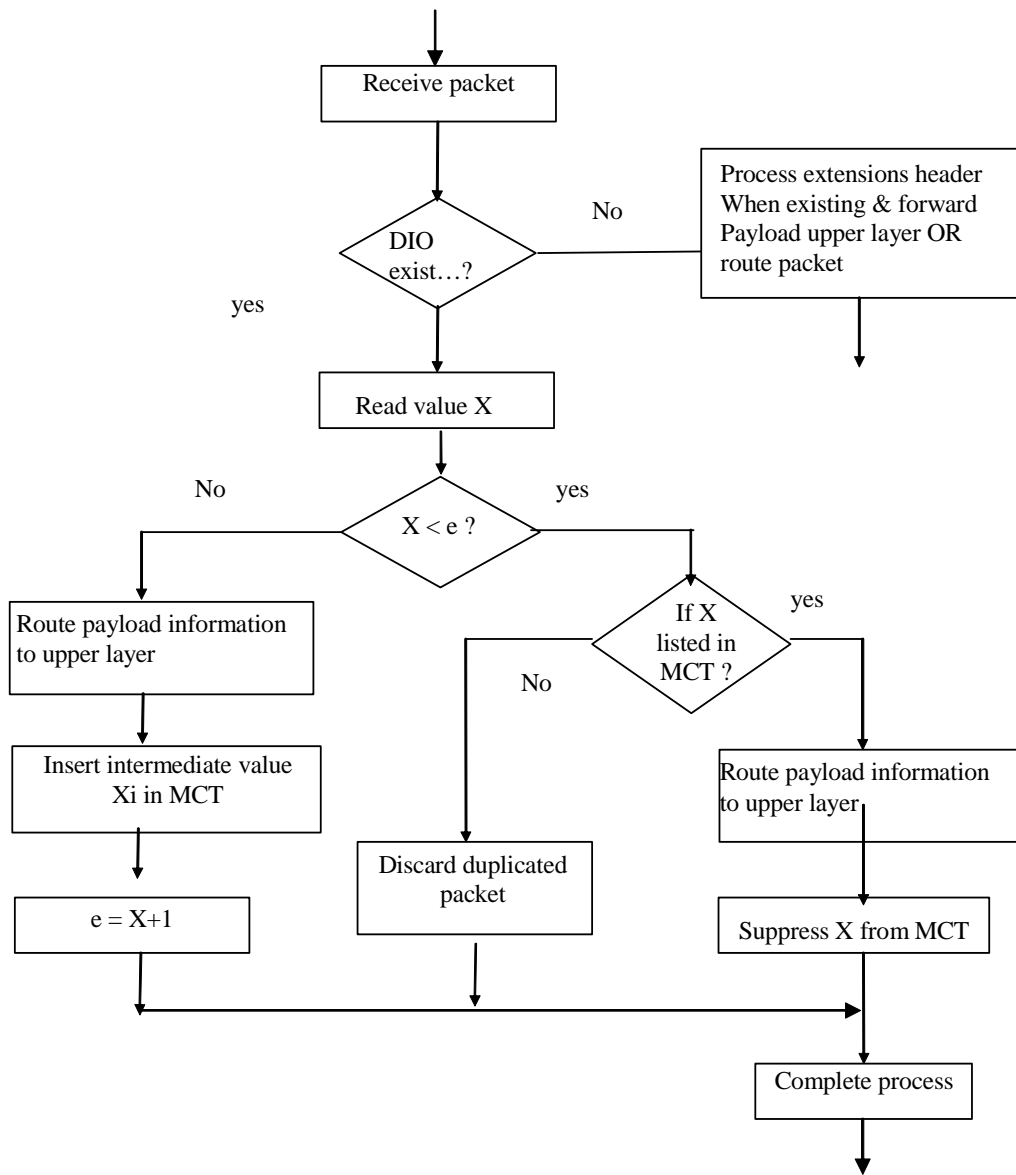 Receive packet
Process extensions header
When existing & forward
Payload upper layer OR
route packet
No
DIO
exist…?
yes
Read value X
No
yes
X < e ?
Route payload information
to upper layer
If X
listed in
MCT ?
yes
No
Insert intermediate value
Xi in MCT
Route payload information
to upper layer
Discard duplicated
packet
e = X+1
Suppress X from MCT
Complete process